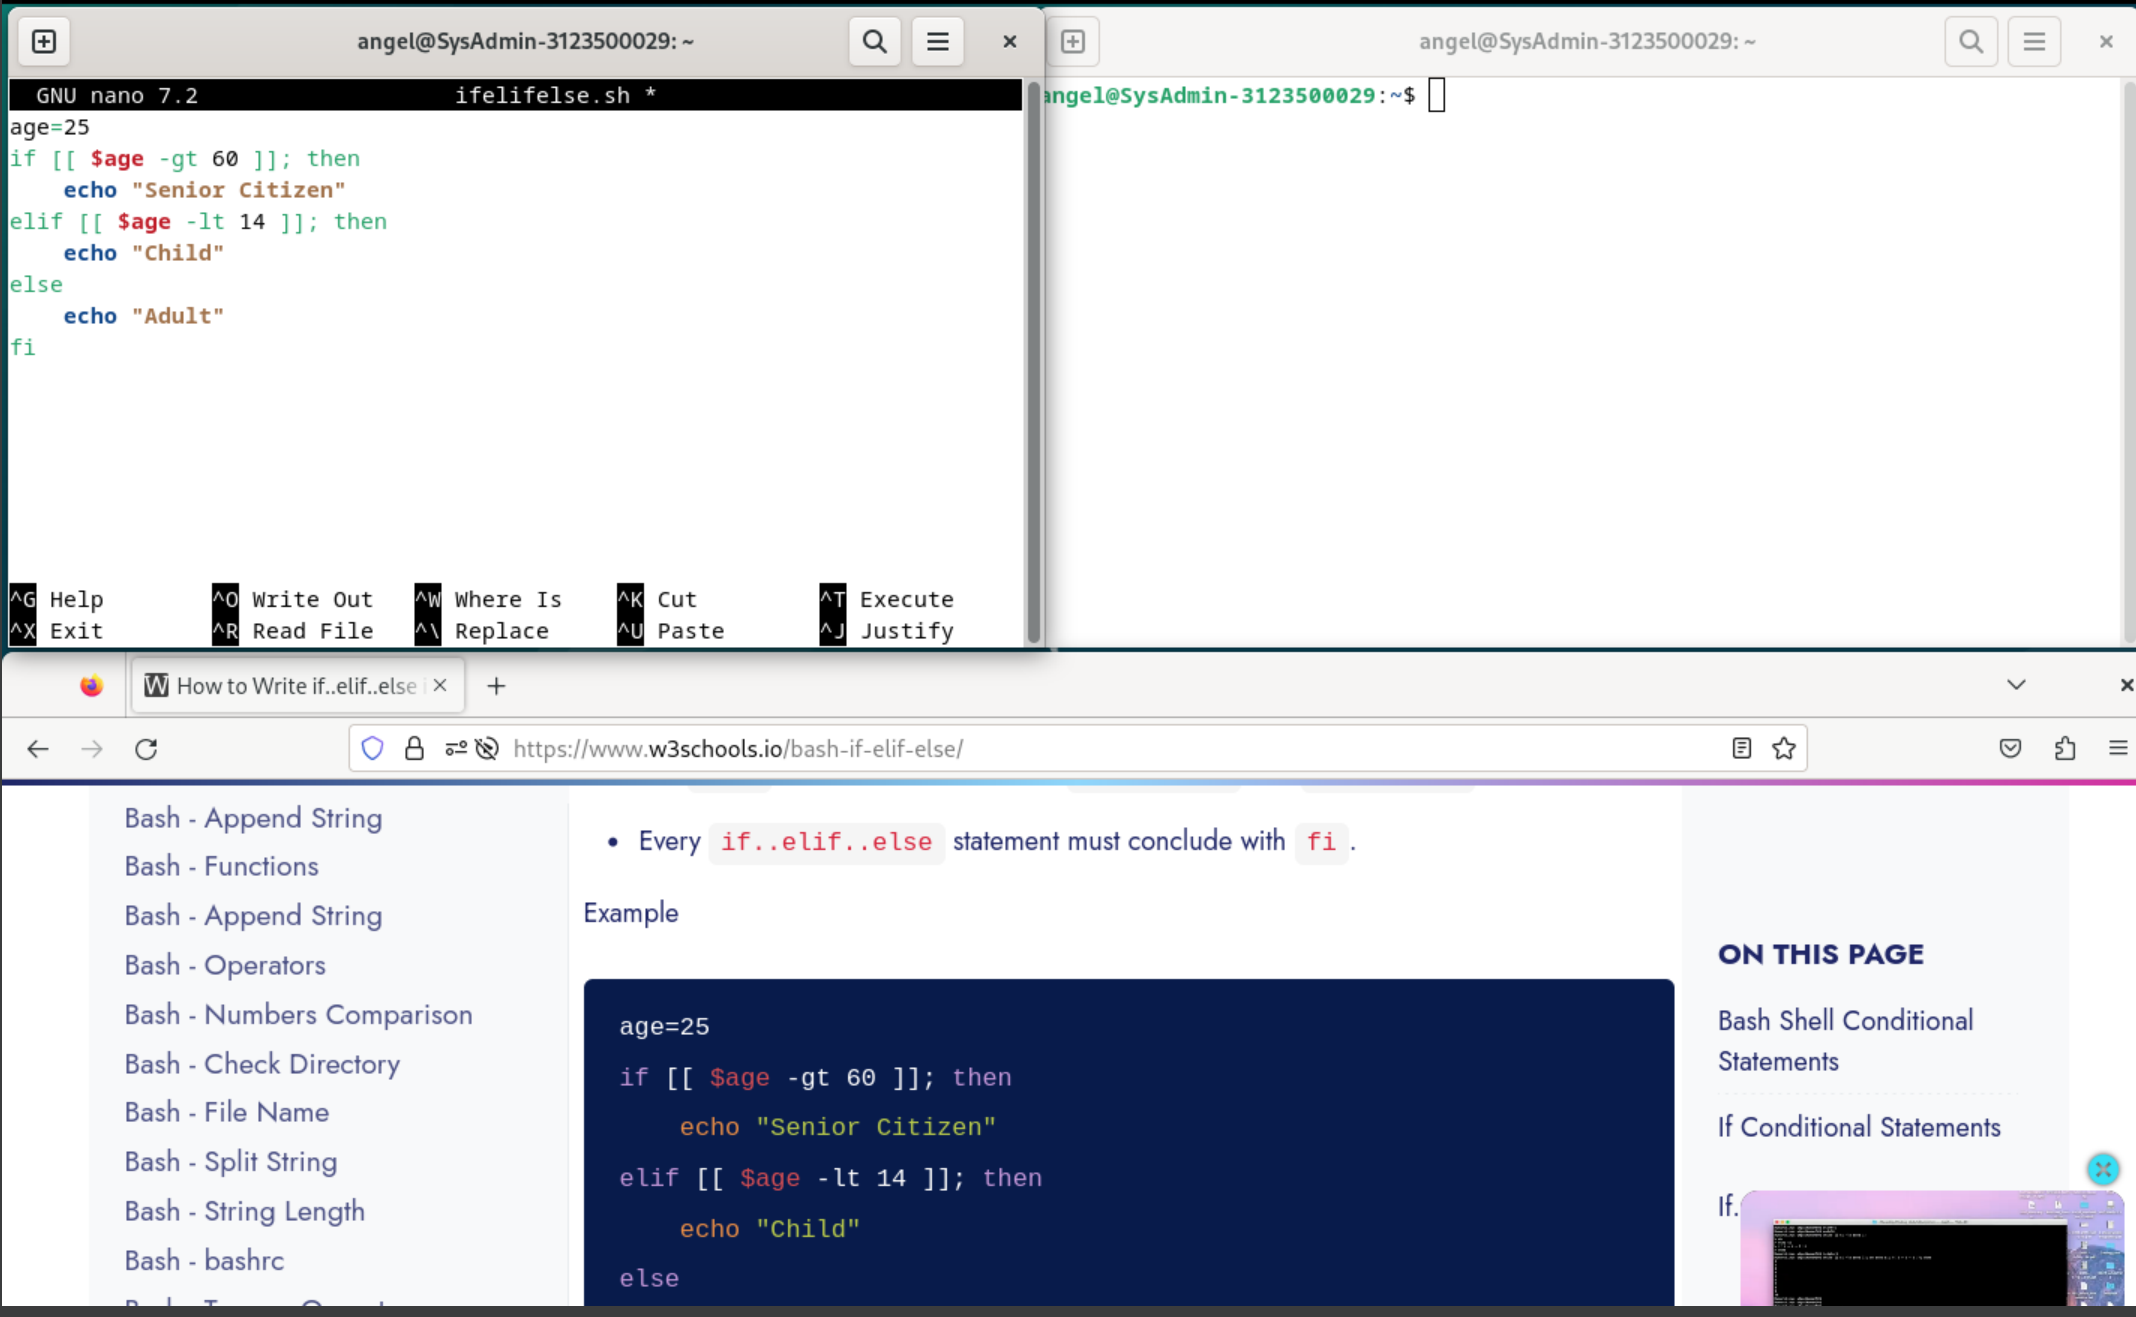 angel@SysAdmin-3123500029: ~
GNU nano 7.2 ifelifelse.sh *
age=25
if [[ $age -gt 60 ]]; then
    echo "Senior Citizen"
elif [[ $age -lt 14 ]]; then
    echo "Child"
else
    echo "Adult"
fi
^G Help ^O Write Out ^W Where Is ^K Cut ^T Execute
^X Exit ^R Read File ^\ Replace ^U Paste ^J Justify
angel@SysAdmin-3123500029: ~
angel@SysAdmin-3123500029:~$
How to Write if..elif..else
https://www.w3schools.io/bash-if-elif-else/
Bash - Append String
Bash - Functions
Bash - Append String
Bash - Operators
Bash - Numbers Comparison
Bash - Check Directory
Bash - File Name
Bash - Split String
Bash - String Length
Bash - bashrc
• Every if..elif..else statement must conclude with fi.
Example
age=25
if [[ $age -gt 60 ]]; then
    echo "Senior Citizen"
elif [[ $age -lt 14 ]]; then
    echo "Child"
else
ON THIS PAGE
Bash Shell Conditional
Statements
If Conditional Statements
If.